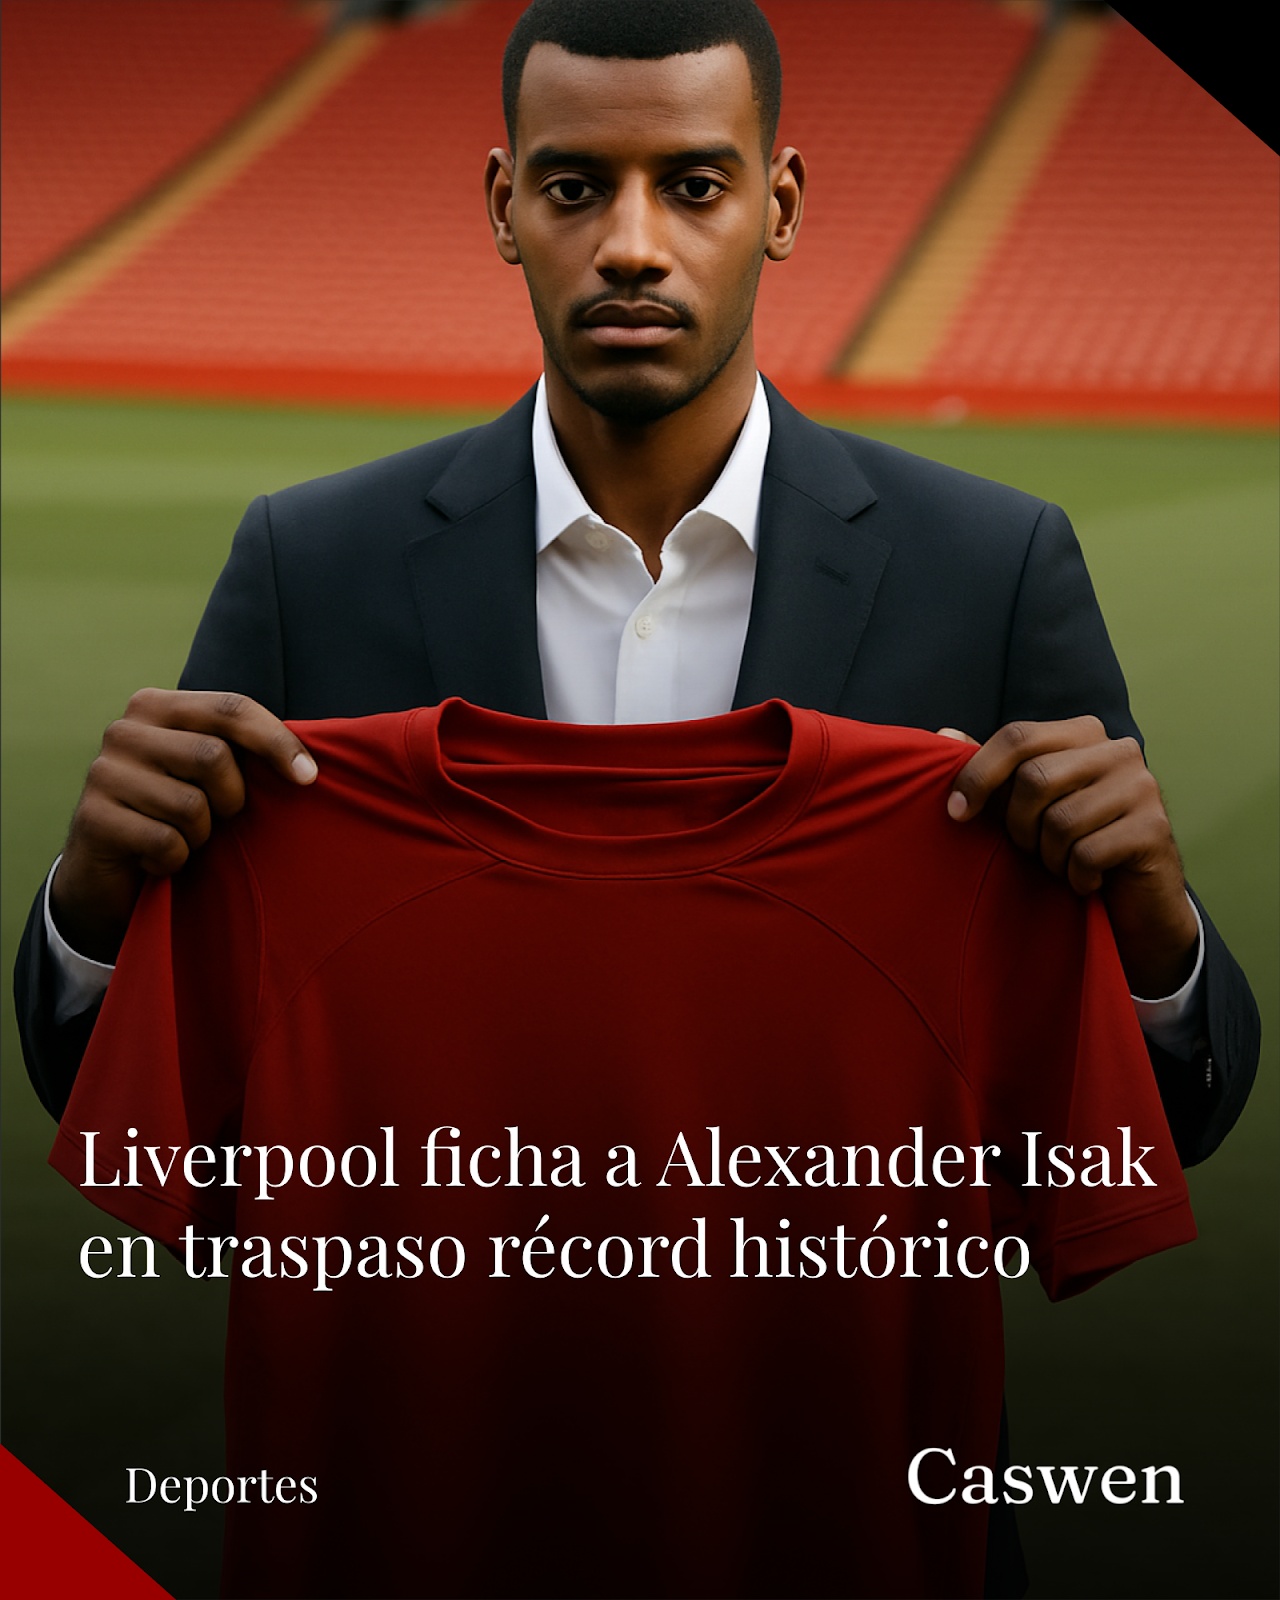 Liverpool ficha a Alexander Isak
en traspaso récord histórico
Deportes
Caswen